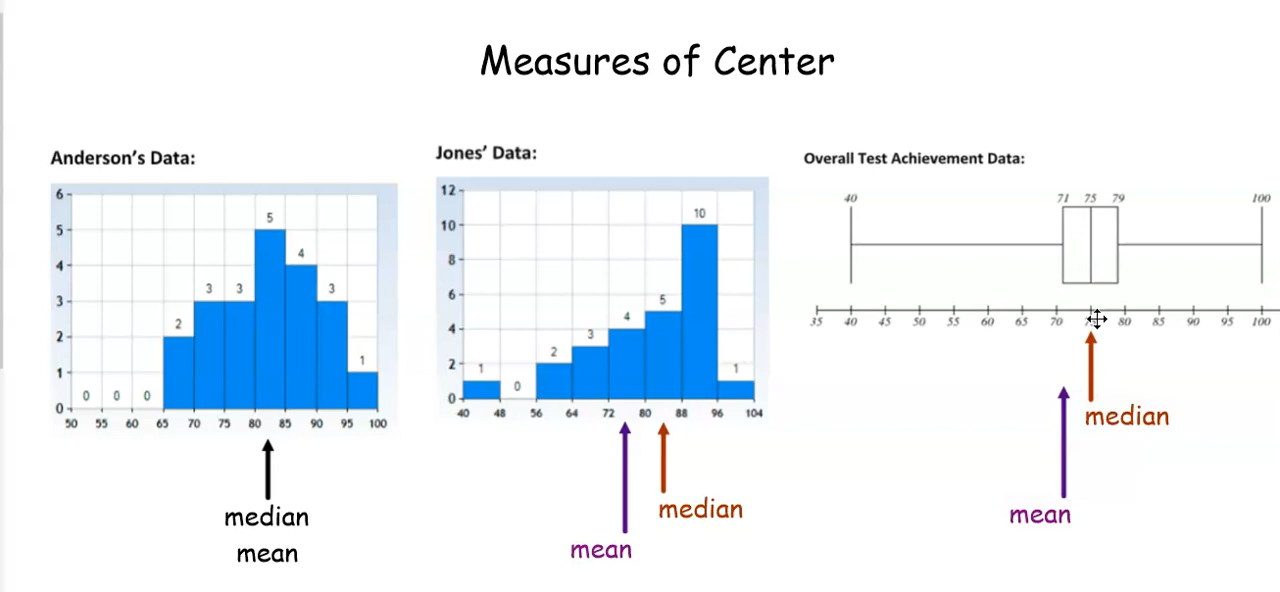 Measures of Center
Anderson's Data:
6
5
4
3
2
1
0
0 0 0 2 3 3 5 4 3 1
50 55 60 65 70 75 80 85 90 95 100
median
mean
Jones' Data:
12
10
8
6
4
2
0
1 0 2 3 4 5 10 1
40 48 56 64 72 80 88 96 104
median
mean
Overall Test Achievement Data:
40 71 75 79 100
35 40 45 50 55 60 65 70 80 85 90 95 100
median
mean